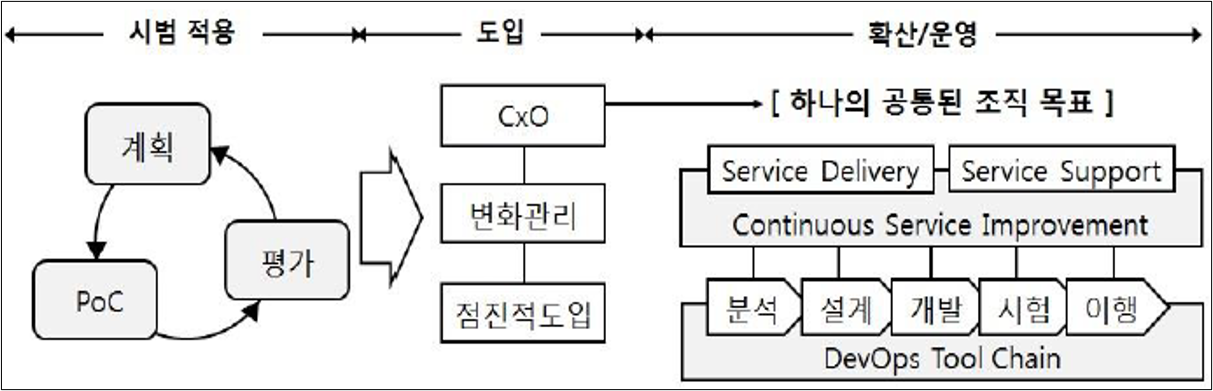 시범 적용
도입
확산/운영
계획
PoC
평가
CxO
변화관리
점진적도입
[ 하나의 공통된 조직 목표 ]
Service Delivery
Service Support
Continuous Service Improvement
분석
설계
개발
시험
이행
DevOps Tool Chain